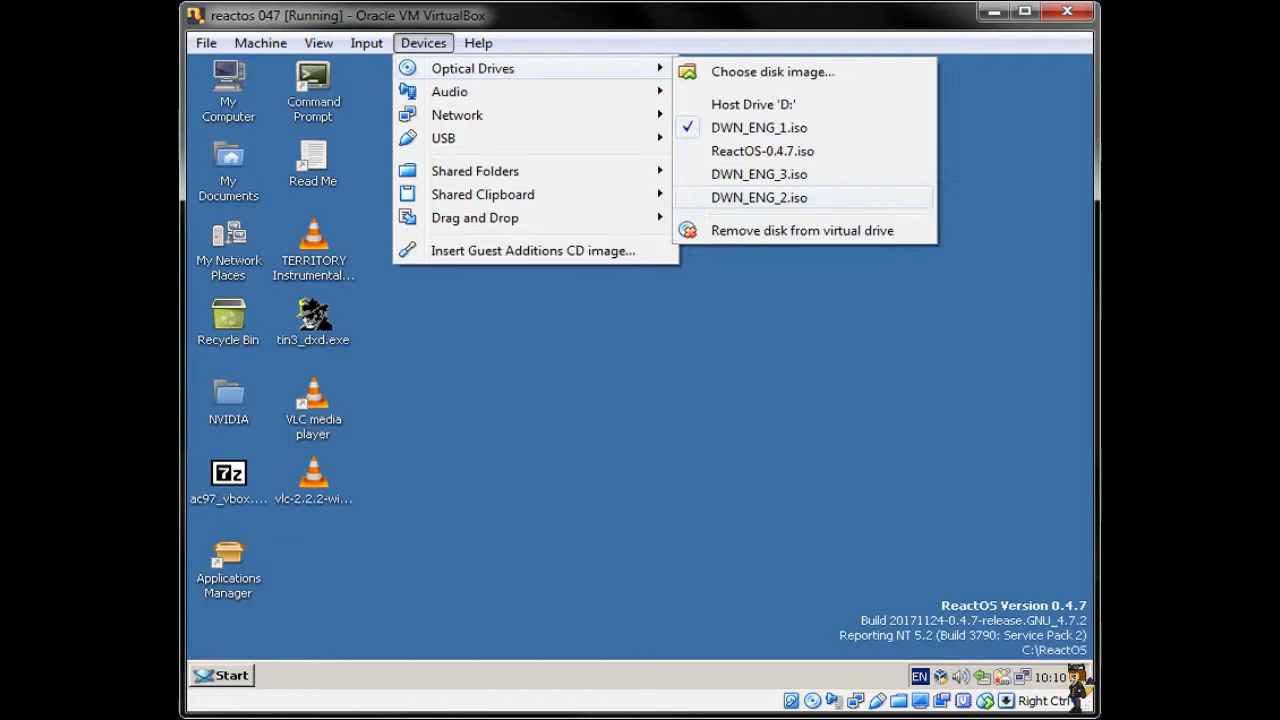 reactos 047 [Running] - Oracle VM VirtualBox
File Machine View Input Devices Help
Optical Drives
Audio
Network
USB
Shared Folders
Shared Clipboard
Drag and Drop
Insert Guest Additions CD image...
Choose disk image...
Host Drive 'D:'
DWN_ENG_1.iso
ReactOS-0.4.7.iso
DWN_ENG_3.iso
DWN_ENG_2.iso
Remove disk from virtual drive
My
Computer
Command
Prompt
My
Documents
Read Me
My Network
Places
TERRITORY
Instrumental...
Recycle Bin
tin3_dxd.exe
NVIDIA
VLC media
player
7z
ac97_vbox....
vlc-2.2.2-wi...
Applications
Manager
ReactOS Version 0.4.7
Build 20171124-0.4.7-release.GNU_4.7.2
Reporting NT 5.2 (Build 3790: Service Pack 2)
C:\ReactOS
Start
EN
10:10
Right Ctrl